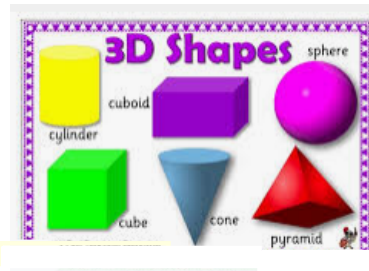 3D Shapes
sphere
cuboid
cylinder
cube
cone
pyramid